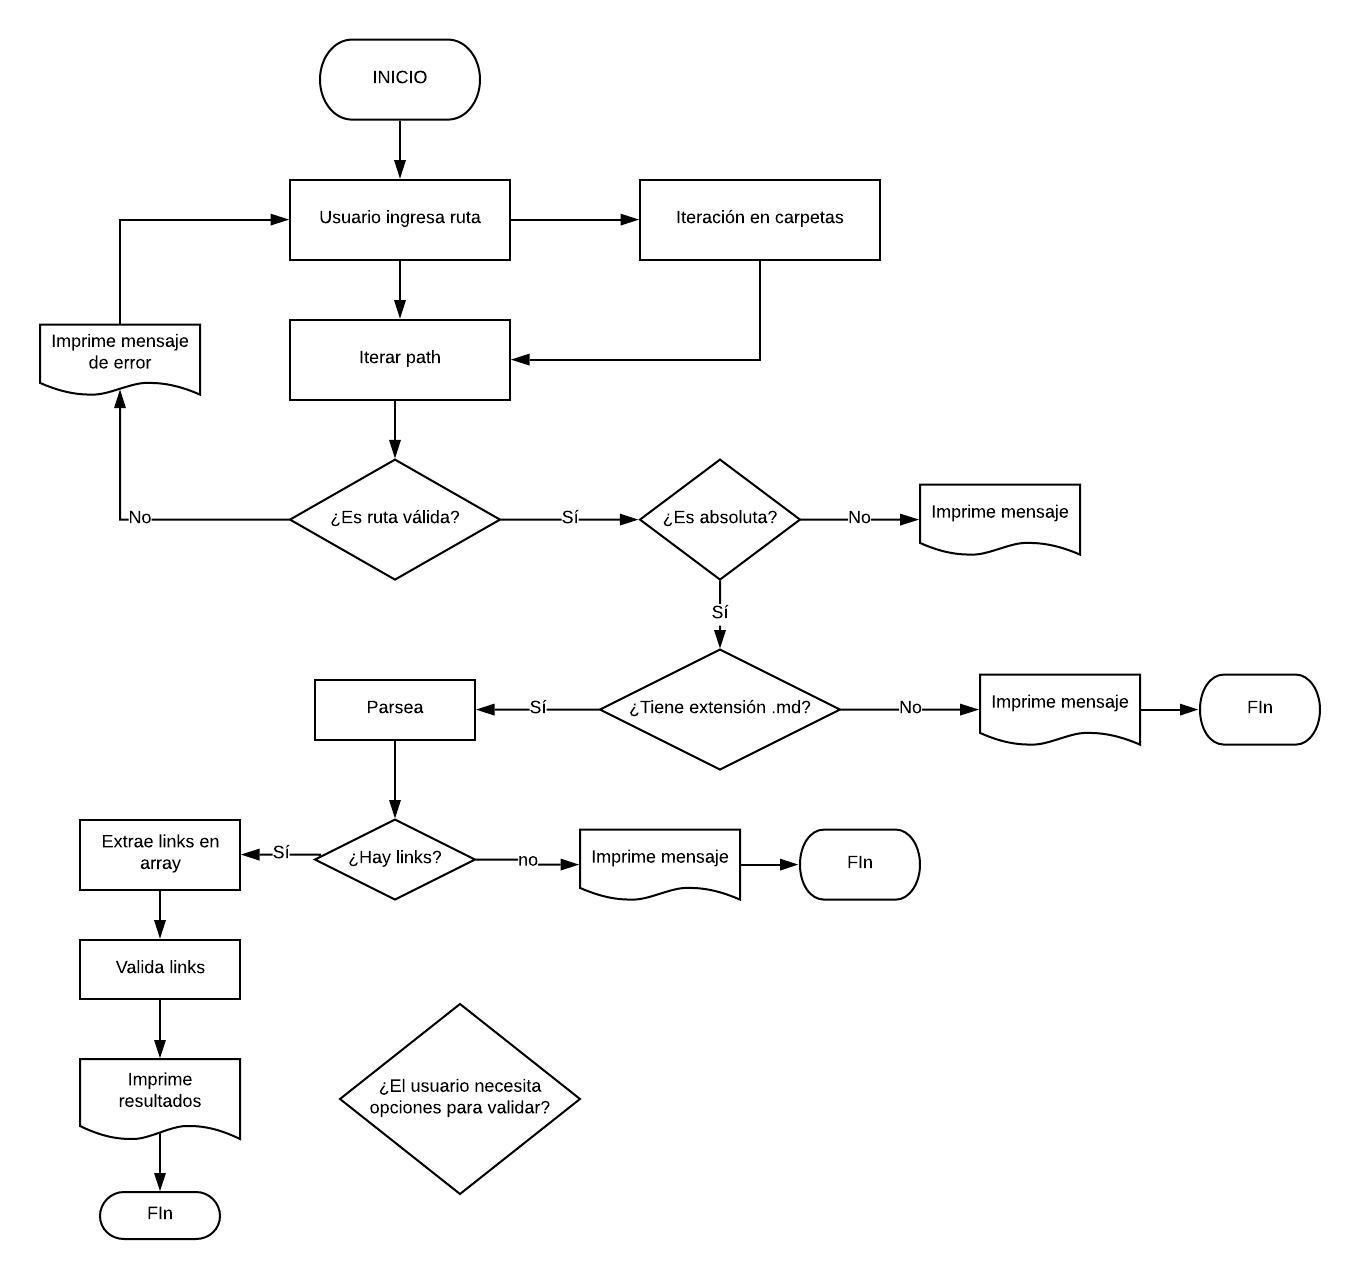 INICIO
Usuario ingresa ruta
Iteración en carpetas
Imprime mensaje
de error
Iterar path
No
¿Es ruta válida?
Sí
¿Es absoluta?
No
Imprime mensaje
Sí
Parsea
Sí
¿Tiene extensión .md?
No
Imprime mensaje
FIn
Extrae links en
array
Sí
¿Hay links?
no
Imprime mensaje
FIn
Valida links
Imprime
resultados
¿El usuario necesita
opciones para validar?
FIn